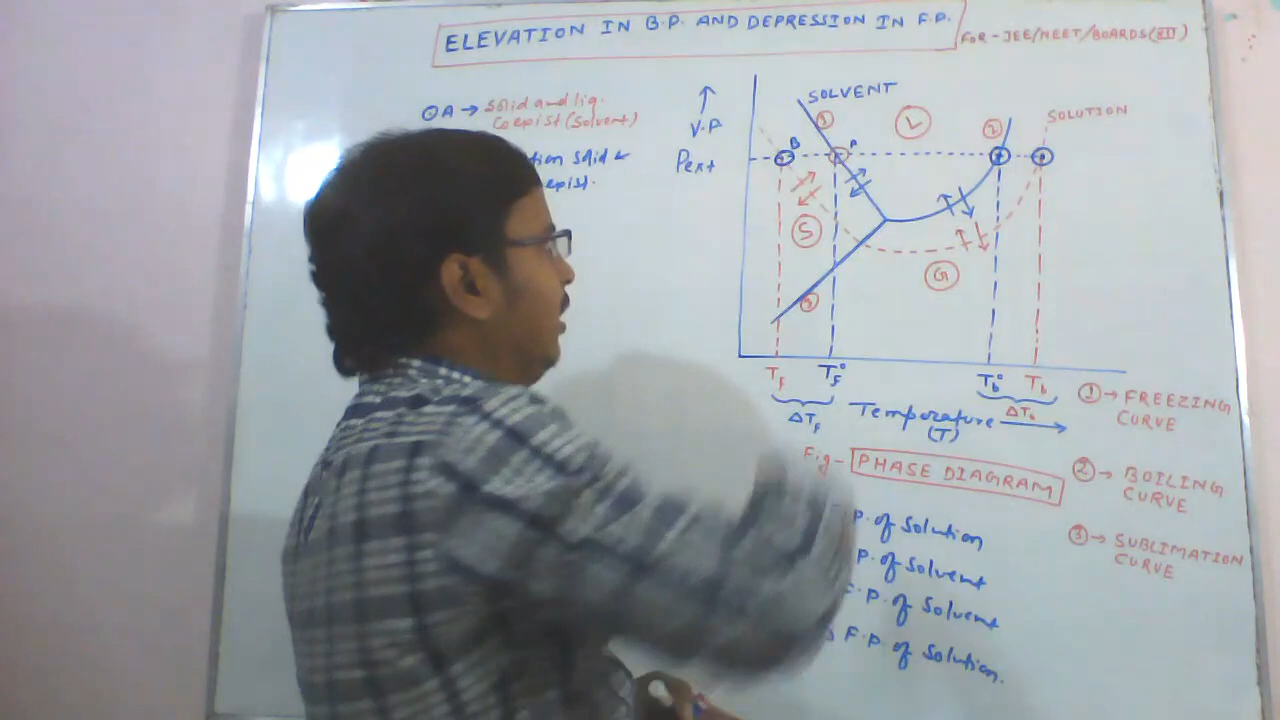 ELEVATION IN B.P. AND DEPRESSION IN F.P.
FOR-JEE/NEET/BOARDS(XII)
⊙A → Solid and liq.
Coexist (Solvent)
Solid &
SOLVENT
SOLUTION
V.P
Pext
① L ②
B A
S
G
③
Tf Tf° Tb° Tb
ΔTf Temperature ΔTb
(T)
Fig- PHASE DIAGRAM
① → FREEZING
CURVE
② → BOILING
CURVE
③ → SUBLIMATION
CURVE
P. of Solution
P. of Solvent
F.P. of Solvent
F.P. of Solution.